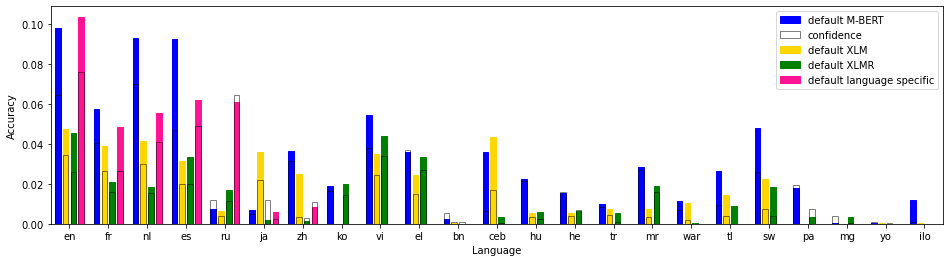 0.10
0.08
0.06
0.04
0.02
0.00
Accuracy
default M-BERT
confidence
default XLM
default XLMR
default language specific
en fr nl es ru ja zh ko vi el bn ceb hu he tr mr war tl sw pa mg yo ilo
Language